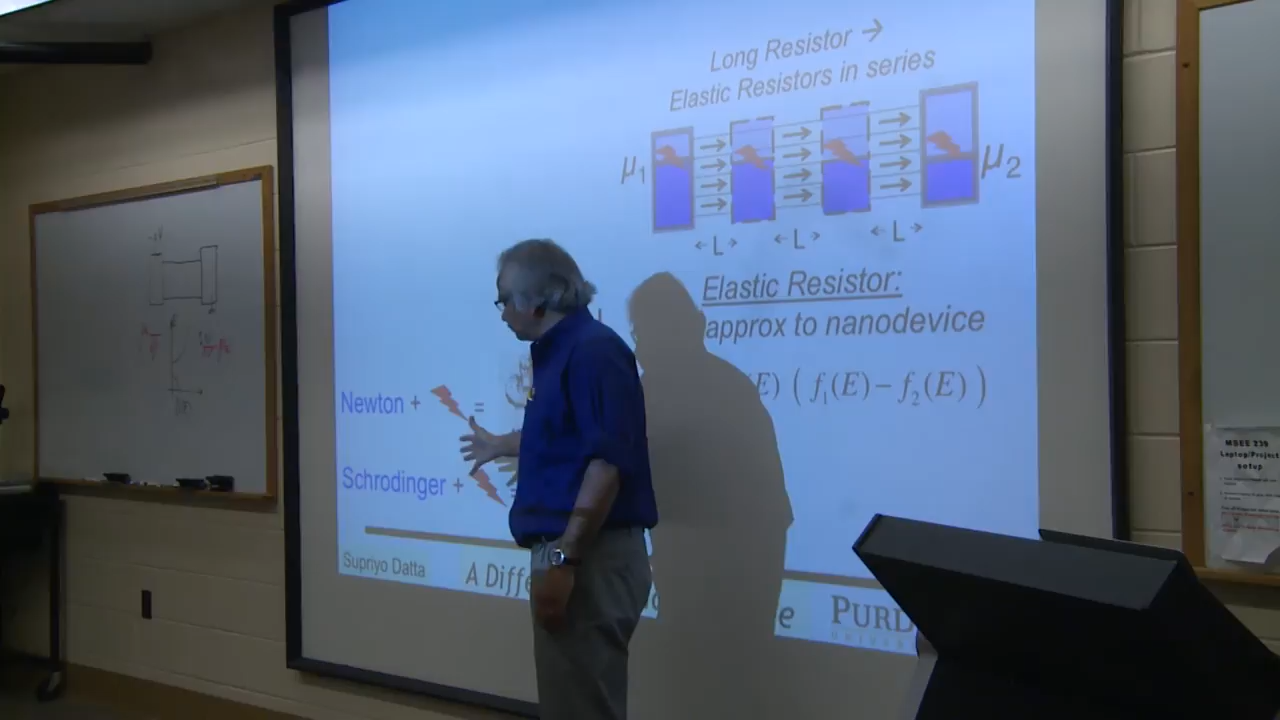 Long Resistor →
Elastic Resistors in series
μ1
μ2
L
L
L
Elastic Resistor:
approx to nanodevice
E) ( f1(E) − f2(E) )
Newton + =
Schrodinger +
Supriyo Datta
A Diffe
e
PURD
MSEE 239
Laptop/Project
setup